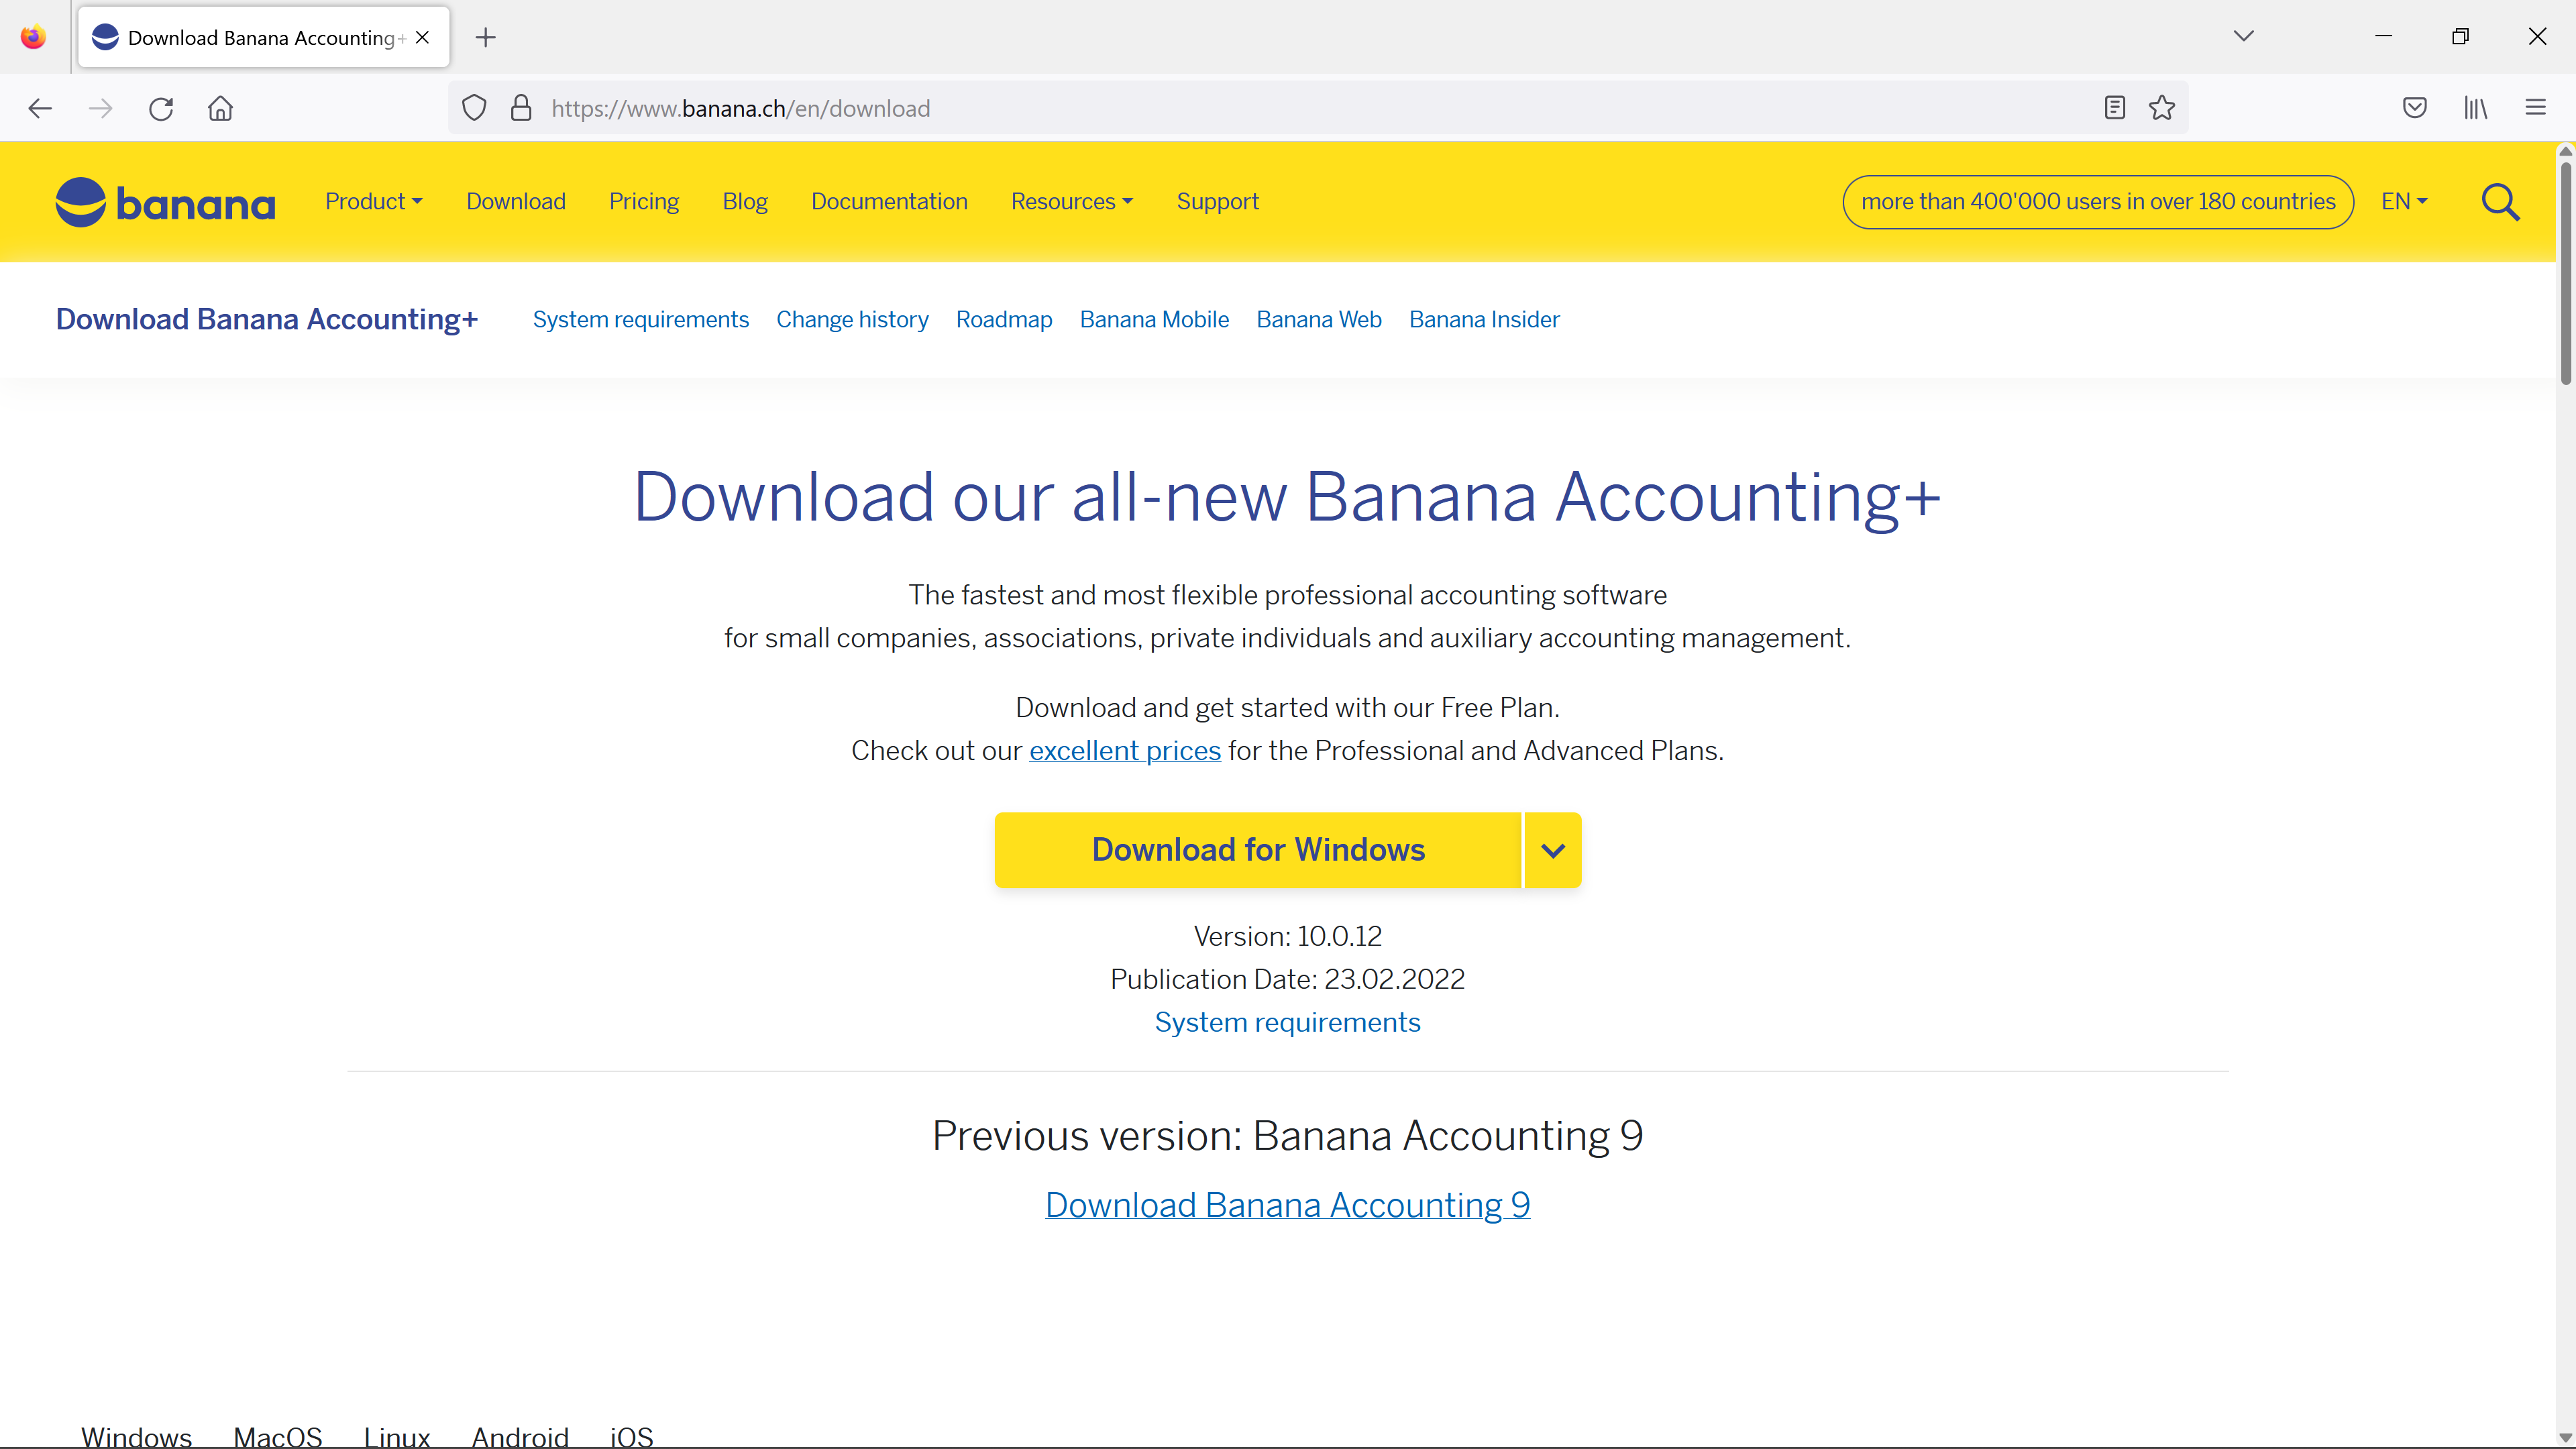 Download Banana Accounting+
https://www.banana.ch/en/download
banana
Product
Download
Pricing
Blog
Documentation
Resources
Support
more than 400'000 users in over 180 countries
EN
Download Banana Accounting+
System requirements
Change history
Roadmap
Banana Mobile
Banana Web
Banana Insider
Download our all-new Banana Accounting+
The fastest and most flexible professional accounting software
for small companies, associations, private individuals and auxiliary accounting management.
Download and get started with our Free Plan.
Check out our excellent prices for the Professional and Advanced Plans.
Download for Windows
Version: 10.0.12
Publication Date: 23.02.2022
System requirements
Previous version: Banana Accounting 9
Download Banana Accounting 9
Windows
MacOS
Linux
Android
iOS